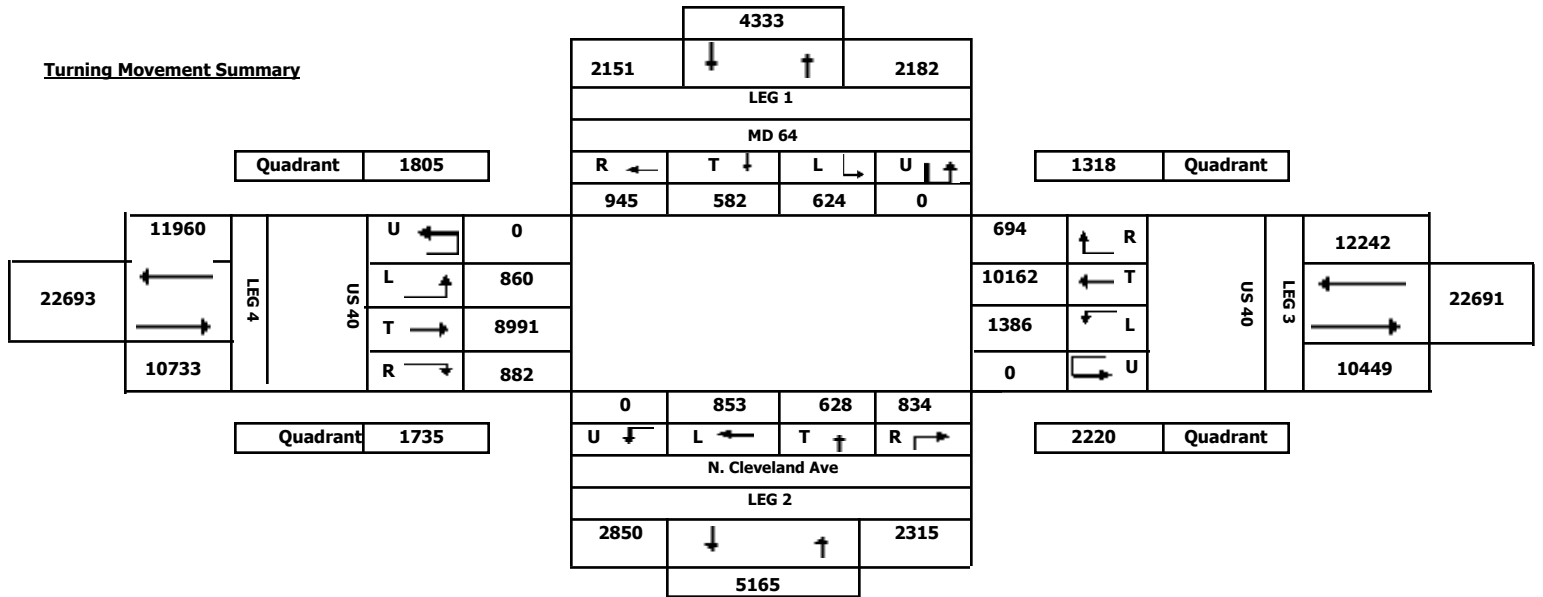 4333
Turning Movement Summary
2151 2182
LEG 1
MD 64
Quadrant 1805
R T L U
1318 Quadrant
945 582 624 0
11960 U 0 694 R 12242
22693 LEG 4 US 40 L 860 10162 T US 40 LEG 3 22691
T 8991 1386 L
10733 R 882 0 U 10449
0 853 628 834
Quadrant 1735
U L T R
2220 Quadrant
N. Cleveland Ave
LEG 2
2850 2315
5165